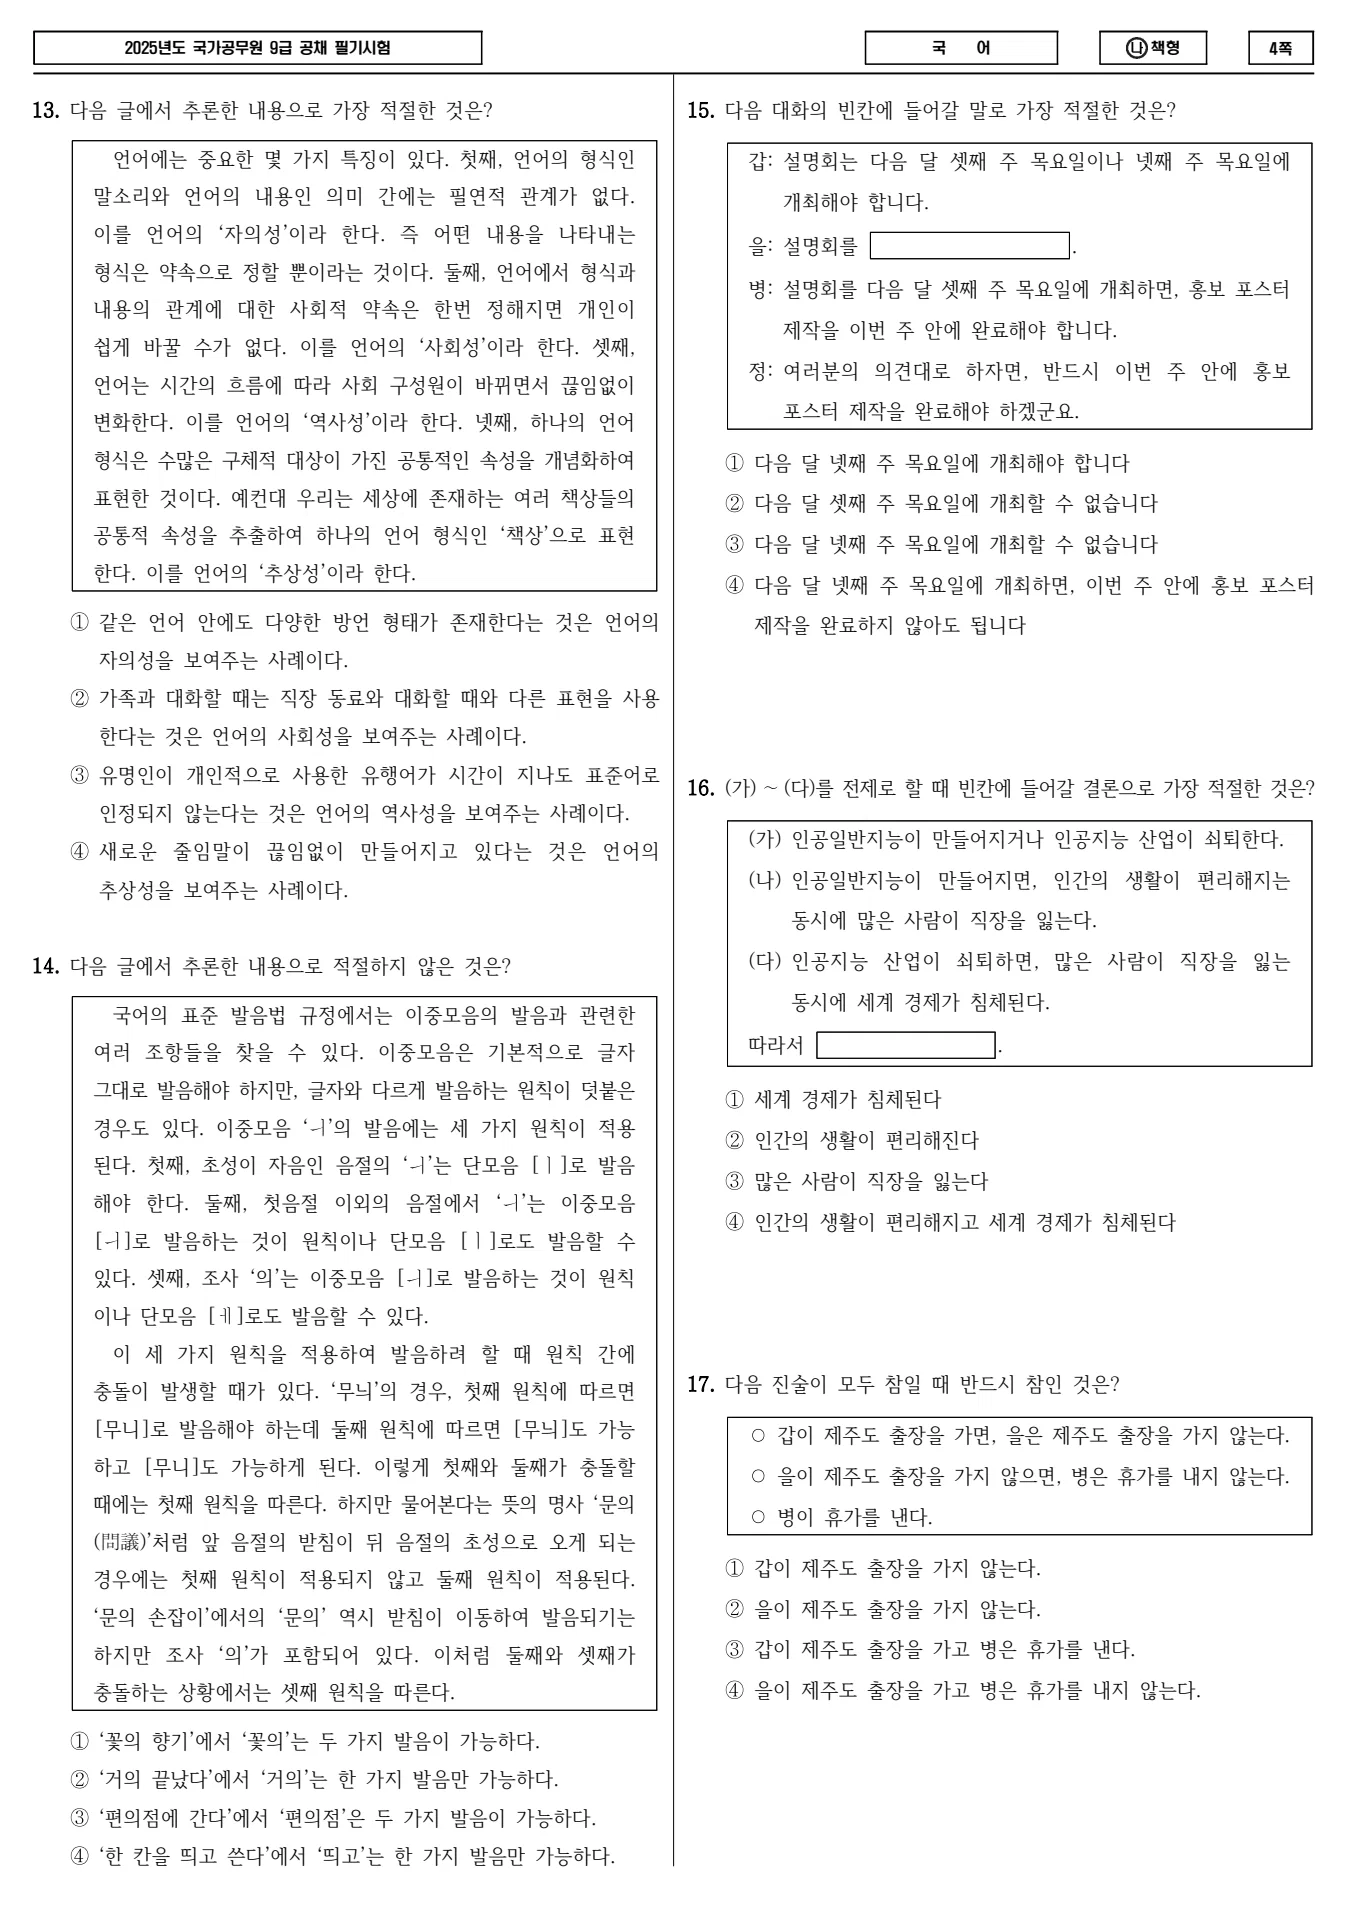 2025년도 국가공무원 9급 공채 필기시험
국 어
㉯책형
4쪽
13. 다음 글에서 추론한 내용으로 가장 적절한 것은?
언어에는 중요한 몇 가지 특징이 있다. 첫째, 언어의 형식인
말소리와 언어의 내용인 의미 간에는 필연적 관계가 없다.
이를 언어의 ‘자의성’이라 한다. 즉 어떤 내용을 나타내는
형식은 약속으로 정할 뿐이라는 것이다. 둘째, 언어에서 형식과
내용의 관계에 대한 사회적 약속은 한번 정해지면 개인이
쉽게 바꿀 수가 없다. 이를 언어의 ‘사회성’이라 한다. 셋째,
언어는 시간의 흐름에 따라 사회 구성원이 바뀌면서 끊임없이
변화한다. 이를 언어의 ‘역사성’이라 한다. 넷째, 하나의 언어
형식은 수많은 구체적 대상이 가진 공통적인 속성을 개념화하여
표현한 것이다. 예컨대 우리는 세상에 존재하는 여러 책상들의
공통적 속성을 추출하여 하나의 언어 형식인 ‘책상’으로 표현
한다. 이를 언어의 ‘추상성’이라 한다.
① 같은 언어 안에도 다양한 방언 형태가 존재한다는 것은 언어의
자의성을 보여주는 사례이다.
② 가족과 대화할 때는 직장 동료와 대화할 때와 다른 표현을 사용
한다는 것은 언어의 사회성을 보여주는 사례이다.
③ 유명인이 개인적으로 사용한 유행어가 시간이 지나도 표준어로
인정되지 않는다는 것은 언어의 역사성을 보여주는 사례이다.
④ 새로운 줄임말이 끊임없이 만들어지고 있다는 것은 언어의
추상성을 보여주는 사례이다.
14. 다음 글에서 추론한 내용으로 적절하지 않은 것은?
국어의 표준 발음법 규정에서는 이중모음의 발음과 관련한
여러 조항들을 찾을 수 있다. 이중모음은 기본적으로 글자
그대로 발음해야 하지만, 글자와 다르게 발음하는 원칙이 덧붙은
경우도 있다. 이중모음 ‘ㅢ’의 발음에는 세 가지 원칙이 적용
된다. 첫째, 초성이 자음인 음절의 ‘ㅢ’는 단모음 [ㅣ]로 발음
해야 한다. 둘째, 첫음절 이외의 음절에서 ‘ㅢ’는 이중모음
[ㅢ]로 발음하는 것이 원칙이나 단모음 [ㅣ]로도 발음할 수
있다. 셋째, 조사 ‘의’는 이중모음 [ㅢ]로 발음하는 것이 원칙
이나 단모음 [ㅔ]로도 발음할 수 있다.
이 세 가지 원칙을 적용하여 발음하려 할 때 원칙 간에
충돌이 발생할 때가 있다. ‘무늬’의 경우, 첫째 원칙에 따르면
[무니]로 발음해야 하는데 둘째 원칙에 따르면 [무늬]도 가능
하고 [무니]도 가능하게 된다. 이렇게 첫째와 둘째가 충돌할
때에는 첫째 원칙을 따른다. 하지만 물어본다는 뜻의 명사 ‘문의
(問議)’처럼 앞 음절의 받침이 뒤 음절의 초성으로 오게 되는
경우에는 첫째 원칙이 적용되지 않고 둘째 원칙이 적용된다.
‘문의 손잡이’에서의 ‘문의’ 역시 받침이 이동하여 발음되기는
하지만 조사 ‘의’가 포함되어 있다. 이처럼 둘째와 셋째가
충돌하는 상황에서는 셋째 원칙을 따른다.
① ‘꽃의 향기’에서 ‘꽃의’는 두 가지 발음이 가능하다.
② ‘거의 끝났다’에서 ‘거의’는 한 가지 발음만 가능하다.
③ ‘편의점에 간다’에서 ‘편의점’은 두 가지 발음이 가능하다.
④ ‘한 칸을 띄고 쓴다’에서 ‘띄고’는 한 가지 발음만 가능하다.
15. 다음 대화의 빈칸에 들어갈 말로 가장 적절한 것은?
갑: 설명회는 다음 달 셋째 주 목요일이나 넷째 주 목요일에
개최해야 합니다.
을: 설명회를 .
병: 설명회를 다음 달 셋째 주 목요일에 개최하면, 홍보 포스터
제작을 이번 주 안에 완료해야 합니다.
정: 여러분의 의견대로 하자면, 반드시 이번 주 안에 홍보
포스터 제작을 완료해야 하겠군요.
① 다음 달 넷째 주 목요일에 개최해야 합니다
② 다음 달 셋째 주 목요일에 개최할 수 없습니다
③ 다음 달 넷째 주 목요일에 개최할 수 없습니다
④ 다음 달 넷째 주 목요일에 개최하면, 이번 주 안에 홍보 포스터
제작을 완료하지 않아도 됩니다
16. (가) ~ (다)를 전제로 할 때 빈칸에 들어갈 결론으로 가장 적절한 것은?
(가) 인공일반지능이 만들어지거나 인공지능 산업이 쇠퇴한다.
(나) 인공일반지능이 만들어지면, 인간의 생활이 편리해지는
동시에 많은 사람이 직장을 잃는다.
(다) 인공지능 산업이 쇠퇴하면, 많은 사람이 직장을 잃는
동시에 세계 경제가 침체된다.
따라서 .
① 세계 경제가 침체된다
② 인간의 생활이 편리해진다
③ 많은 사람이 직장을 잃는다
④ 인간의 생활이 편리해지고 세계 경제가 침체된다
17. 다음 진술이 모두 참일 때 반드시 참인 것은?
○ 갑이 제주도 출장을 가면, 을은 제주도 출장을 가지 않는다.
○ 을이 제주도 출장을 가지 않으면, 병은 휴가를 내지 않는다.
○ 병이 휴가를 낸다.
① 갑이 제주도 출장을 가지 않는다.
② 을이 제주도 출장을 가지 않는다.
③ 갑이 제주도 출장을 가고 병은 휴가를 낸다.
④ 을이 제주도 출장을 가고 병은 휴가를 내지 않는다.